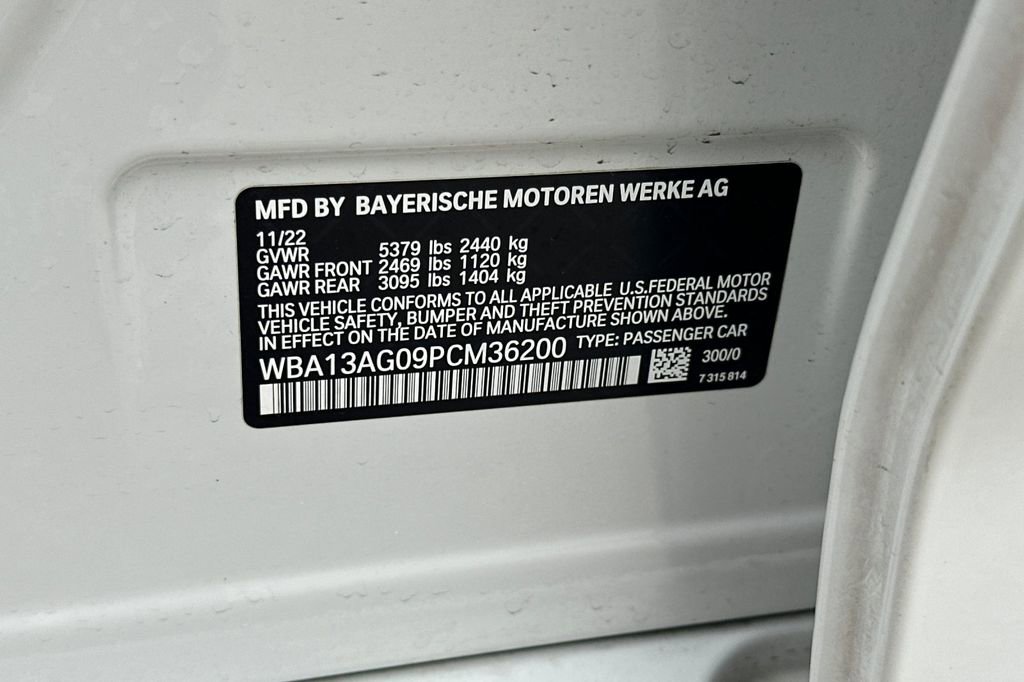 MFD BY BAYERISCHE MOTOREN WERKE AG
11/22
GVWR 5379 lbs 2440 kg
GAWR FRONT 2469 lbs 1120 kg
GAWR REAR 3095 lbs 1404 kg
THIS VEHICLE CONFORMS TO ALL APPLICABLE U.S.FEDERAL MOTOR
VEHICLE SAFETY, BUMPER AND THEFT PREVENTION STANDARDS
IN EFFECT ON THE DATE OF MANUFACTURE SHOWN ABOVE.
WBA13AG09PCM36200 TYPE: PASSENGER CAR
300/0
7 315 814